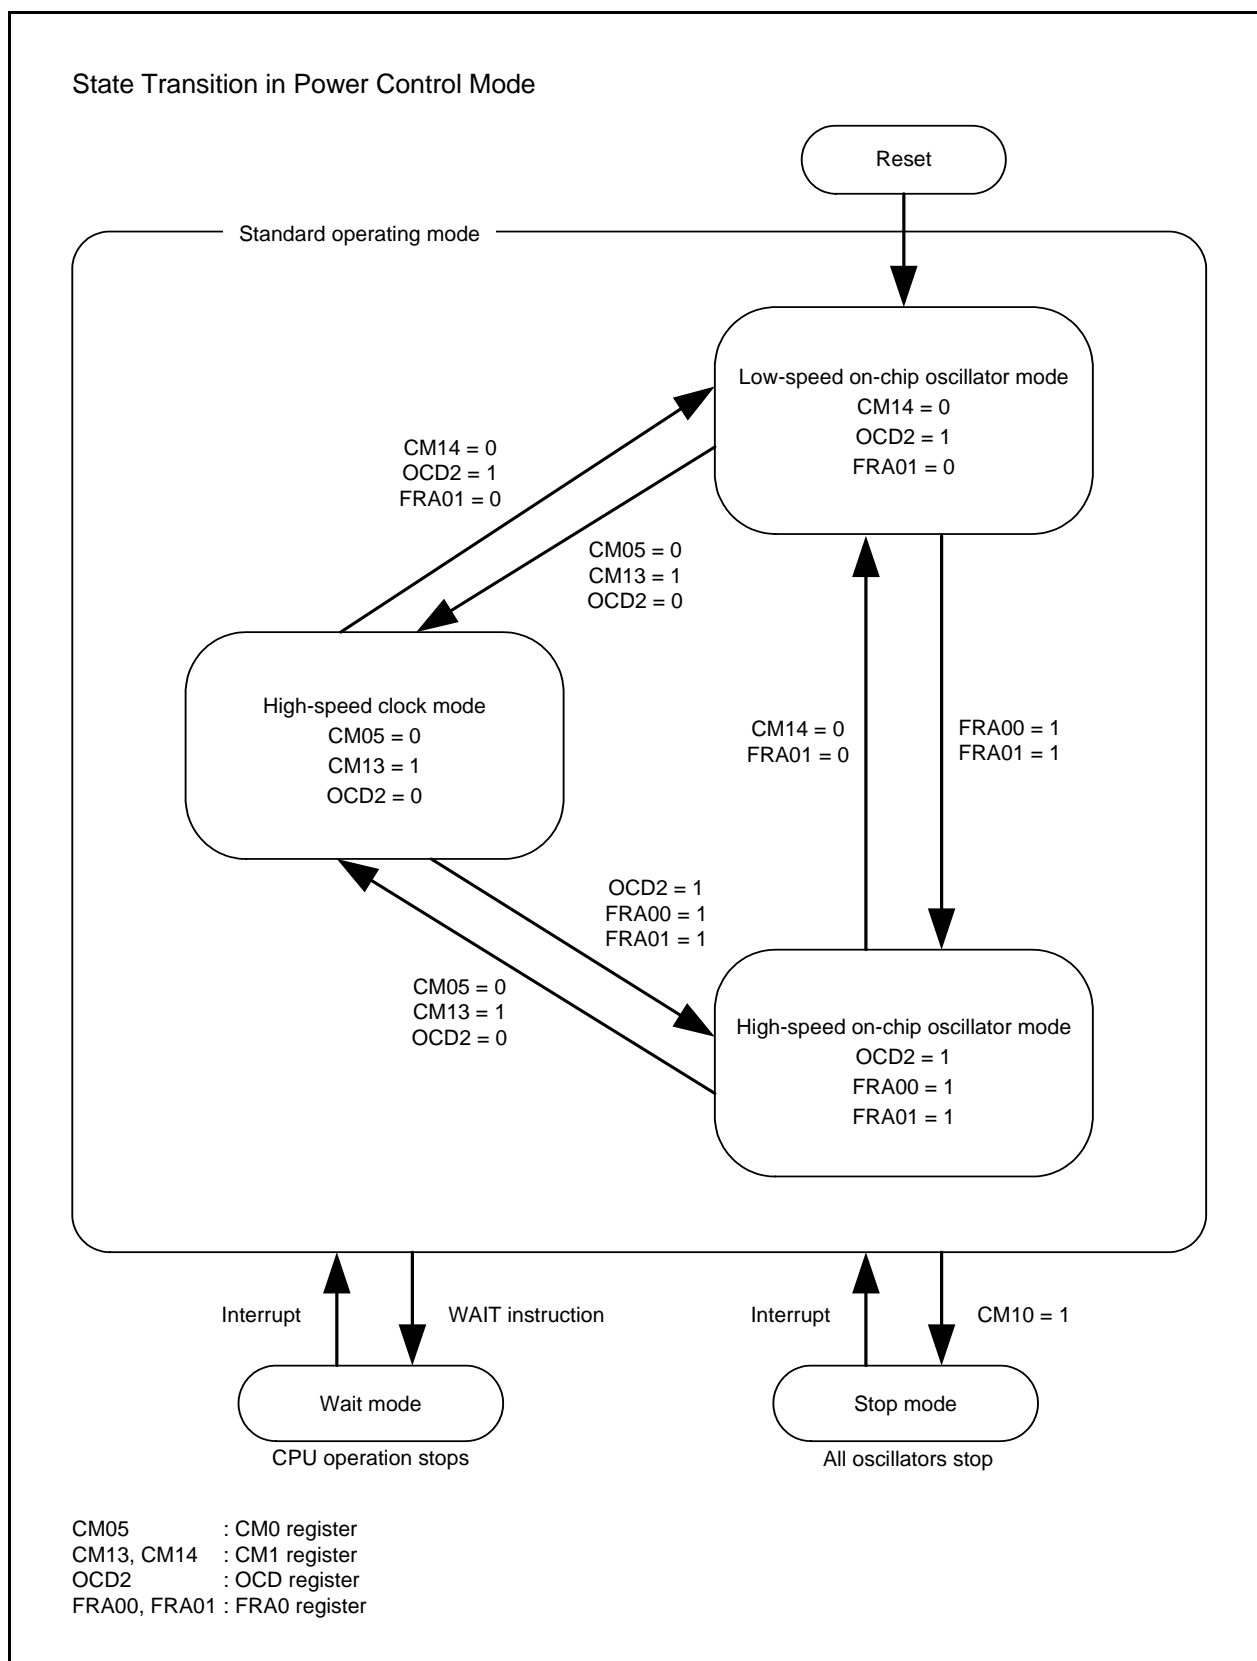 State Transition in Power Control Mode
Reset
Standard operating mode
Low-speed on-chip oscillator mode
CM14 = 0
OCD2 = 1
FRA01 = 0
CM14 = 0
OCD2 = 1
FRA01 = 0
CM05 = 0
CM13 = 1
OCD2 = 0
High-speed clock mode
CM05 = 0
CM13 = 1
OCD2 = 0
CM14 = 0
FRA01 = 0
FRA00 = 1
FRA01 = 1
OCD2 = 1
FRA00 = 1
FRA01 = 1
CM05 = 0
CM13 = 1
OCD2 = 0
High-speed on-chip oscillator mode
OCD2 = 1
FRA00 = 1
FRA01 = 1
Interrupt
WAIT instruction
Interrupt
CM10 = 1
Wait mode
CPU operation stops
Stop mode
All oscillators stop
CM05 : CM0 register
CM13, CM14 : CM1 register
OCD2 : OCD register
FRA00, FRA01 : FRA0 register